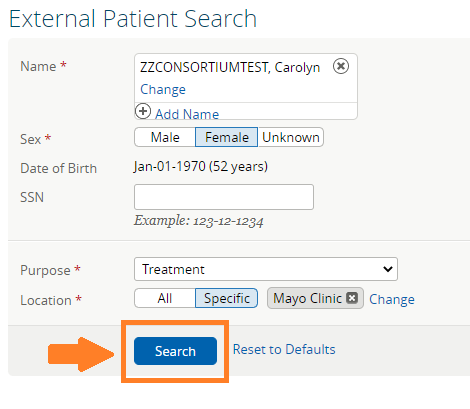 External Patient Search
Name *
ZZCONSORTIUMTEST, Carolyn
Change
Add Name
Sex *
Male Female Unknown
Date of Birth
Jan-01-1970 (52 years)
SSN
Example: 123-12-1234
Purpose *
Treatment
Location *
All Specific Mayo Clinic Change
Search Reset to Defaults